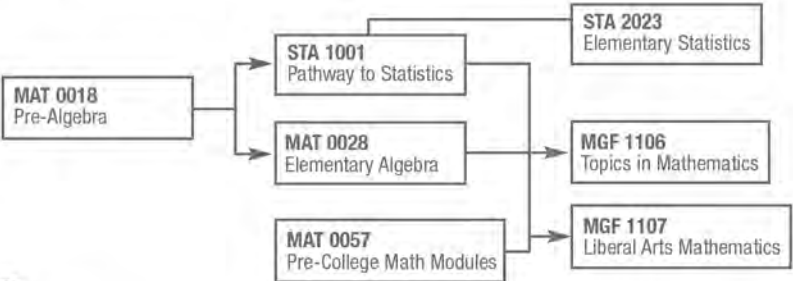 MAT 0018
Pre-Algebra
STA 1001
Pathway to Statistics
STA 2023
Elementary Statistics
MAT 0028
Elementary Algebra
MGF 1106
Topics in Mathematics
MAT 0057
Pre-College Math Modules
MGF 1107
Liberal Arts Mathematics